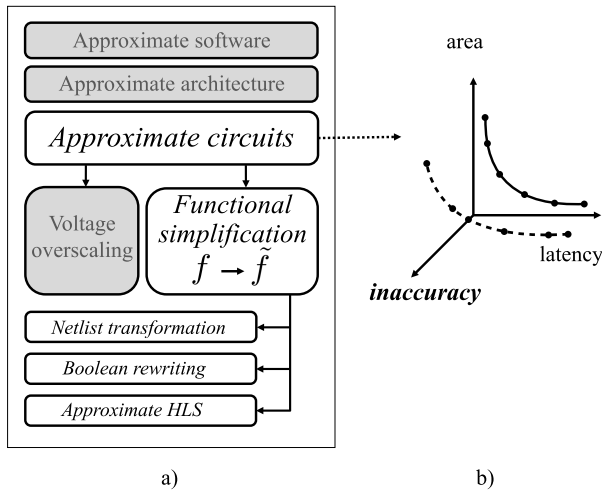 Approximate software
Approximate architecture
Approximate circuits
Voltage
overscaling
Functional
simplification
f → f̃
Netlist transformation
Boolean rewriting
Approximate HLS
a)
area
latency
inaccuracy
b)